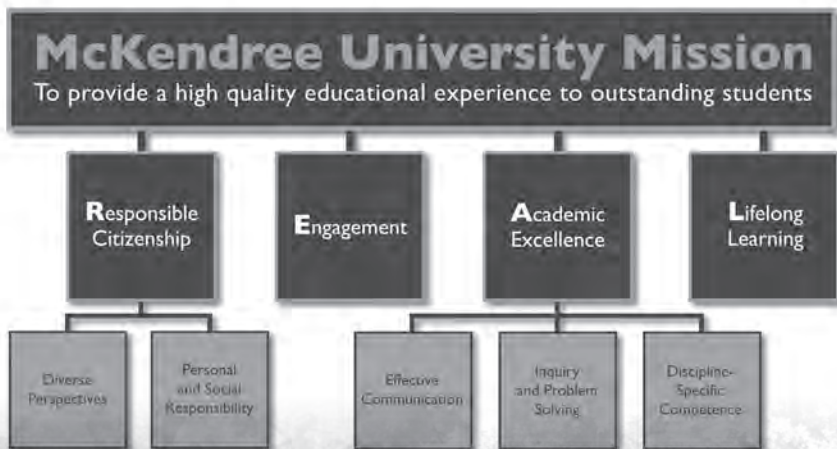 McKendree University Mission
To provide a high quality educational experience to outstanding students
Responsible
Citizenship
Engagement
Academic
Excellence
Lifelong
Learning
Diverse
Perspectives
Personal
and Social
Responsibility
Effective
Communication
Inquiry
and Problem
Solving
Discipline-
Specific
Competence